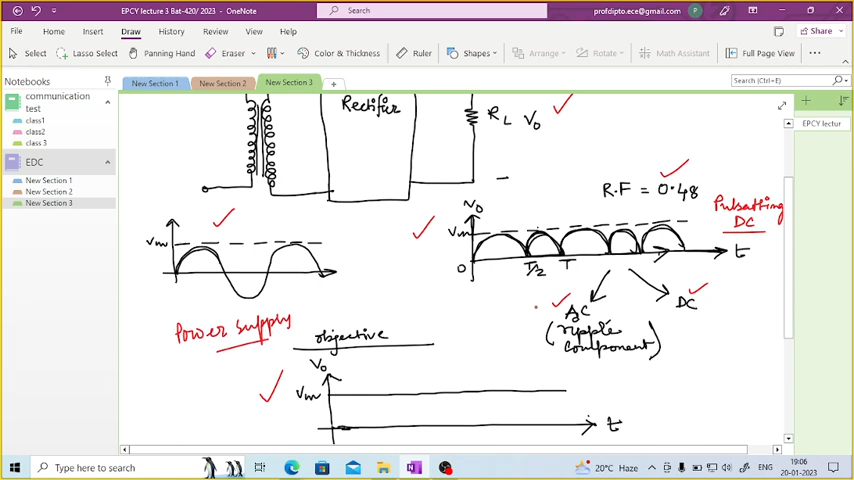 EPCY lecture 3 Bat-420/ 2023 - OneNote
Search
profdipto.ece@gmail.com
P
File
Home
Insert
Draw
History
Review
View
Help
Share
Select
Lasso Select
Panning Hand
Eraser
Color & Thickness
Ruler
Shapes
Arrange
Rotate
Math Assistant
Full Page View
Notebooks
New Section 1
New Section 2
New Section 3
Search (Ctrl+E)
communication
test
class1
class2
class 3
EDC
New Section 1
New Section 2
New Section 3
EPCY lectur
Rectifier
RL Vo
R.F = 0.48
Pulsatting
DC
Vo
Vm
Vm
0
T/2
T
t
AC
DC
(ripple
component)
Power supply
objective
Vo
Vm
t
Type here to search
20°C Haze
ENG
19:06
20-01-2023